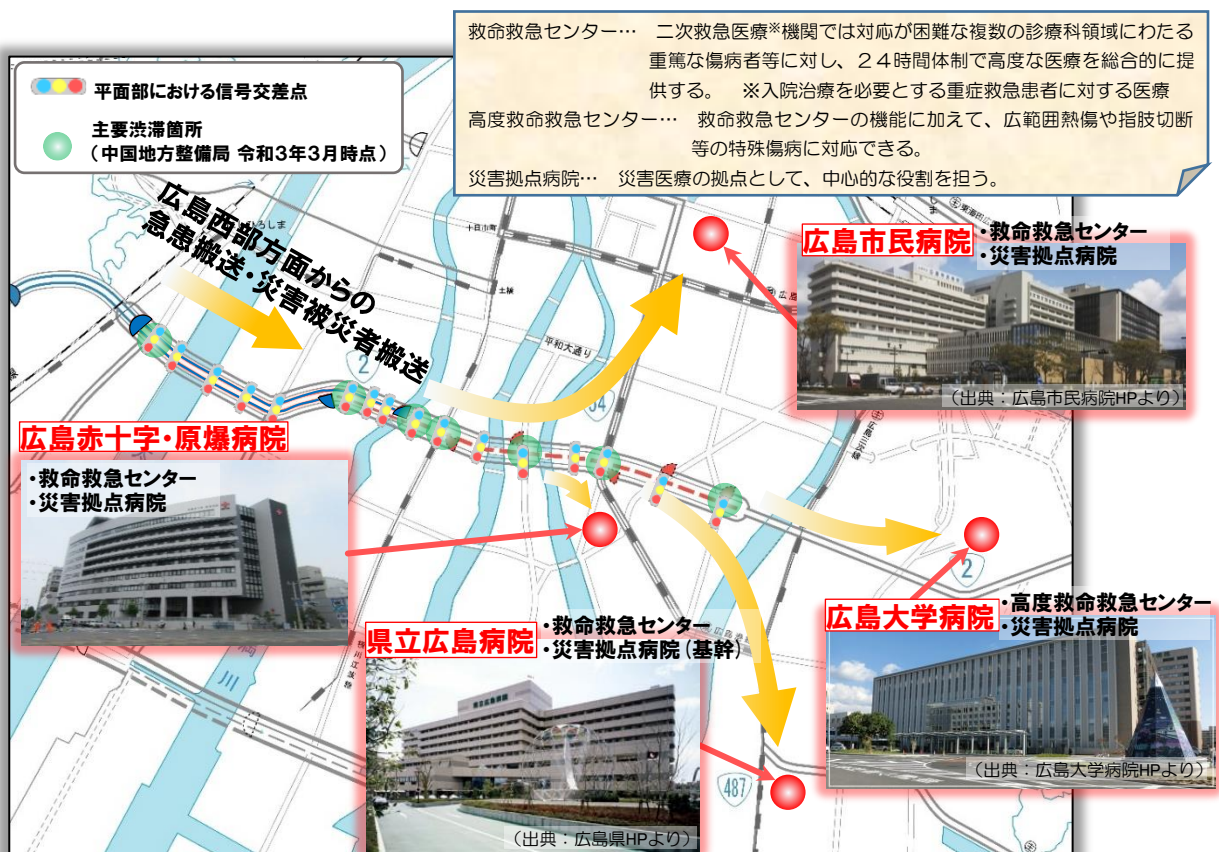 救命救急センター… 二次救急医療※機関では対応が困難な複数の診療科領域にわたる
重篤な傷病者等に対し、２４時間体制で高度な医療を総合的に提
供する。 ※入院治療を必要とする重症救急患者に対する医療
高度救命救急センター… 救命救急センターの機能に加えて、広範囲熱傷や指肢切断
等の特殊傷病に対応できる。
災害拠点病院… 災害医療の拠点として、中心的な役割を担う。
平面部における信号交差点
主要渋滞箇所
（中国地方整備局 令和3年3月時点）
広島西部方面からの
急患搬送・災害被災者搬送
ひろしま
十日市町
土橋
平和大通り
2
54
広島市民病院
・救命救急センター
・災害拠点病院
（出典：広島市民病院HPより）
広島赤十字・原爆病院
・救命救急センター
・災害拠点病院
県立広島病院
・救命救急センター
・災害拠点病院（基幹）
（出典：広島県HPより）
2
広島大学病院
・高度救命救急センター
・災害拠点病院
（出典：広島大学病院HPより）
487
川